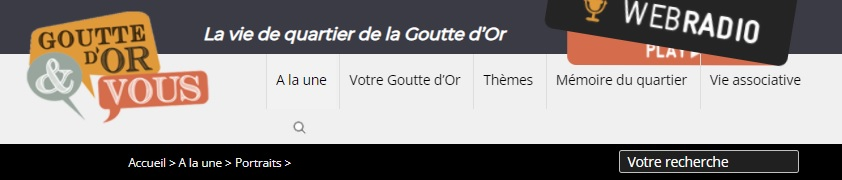 GOUTTE
D'OR
& VOUS
La vie de quartier de la Goutte d'Or
WEBRADIO
PLAY
A la une
Votre Goutte d'Or
Thèmes
Mémoire du quartier
Vie associative
Accueil > A la une > Portraits >
Votre recherche